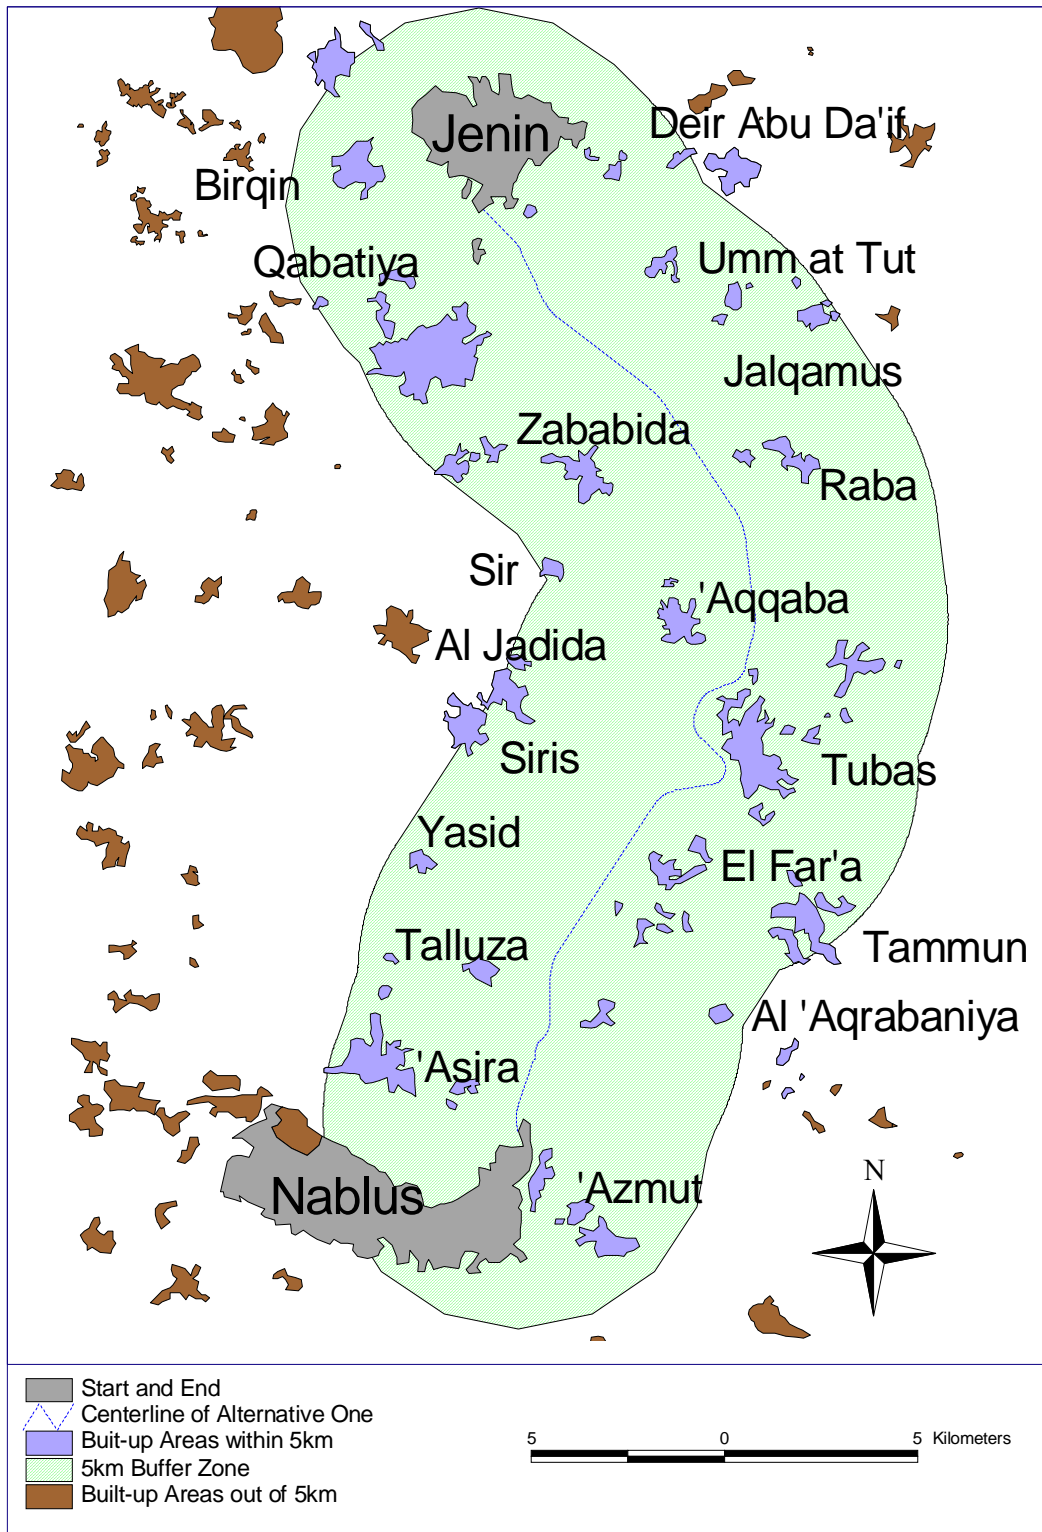 Jenin
Deir Abu Da'if
Birqin
Qabatiya
Umm at Tut
Jalqamus
Zababida
Raba
Sir
'Aqqaba
Al Jadida
Siris
Tubas
Yasid
El Far'a
Talluza
Tammun
Al 'Aqrabaniya
'Asira
Nablus
'Azmut
N
Start and End
Centerline of Alternative One
Buit-up Areas within 5km
5km Buffer Zone
Built-up Areas out of 5km
5 0 5 Kilometers